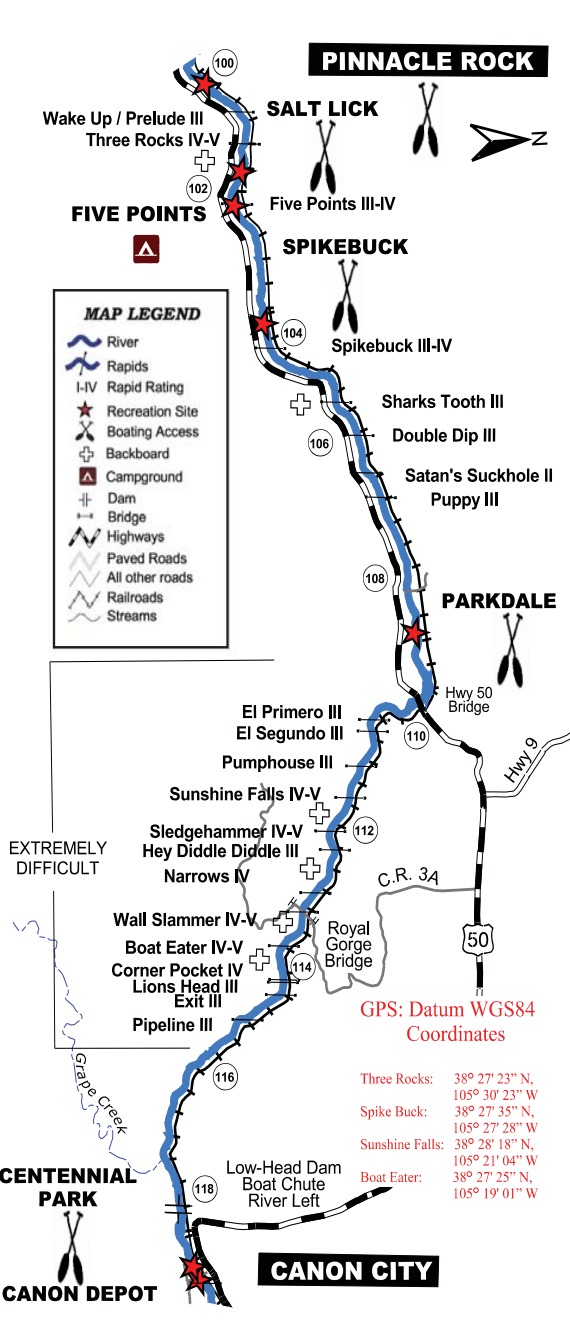 100
PINNACLE ROCK
SALT LICK
Wake Up / Prelude III
Three Rocks IV-V
N
102
Five Points III-IV
FIVE POINTS
SPIKEBUCK
104
Spikebuck III-IV
MAP LEGEND
River
Rapids
I-IV Rapid Rating
Recreation Site
Boating Access
Backboard
Campground
Dam
Bridge
Highways
Paved Roads
All other roads
Railroads
Streams
Sharks Tooth III
106
Double Dip III
Satan's Suckhole II
Puppy III
108
PARKDALE
Hwy 50
Bridge
El Primero III
El Segundo III
110
Pumphouse III
Hwy 9
Sunshine Falls IV-V
Sledgehammer IV-V
112
Hey Diddle Diddle III
EXTREMELY
DIFFICULT
Narrows IV
C.R. 3A
Wall Slammer IV-V
Royal
Gorge
Bridge
50
Boat Eater IV-V
Corner Pocket IV
114
Lions Head III
Exit III
Pipeline III
GPS: Datum WGS84
Coordinates
116
Grape Creek
Three Rocks: 38º 27' 23” N,
105º 30' 23” W
Spike Buck: 38º 27' 35” N,
105º 27' 28” W
Sunshine Falls: 38º 28' 18” N,
105º 21' 04” W
Boat Eater: 38º 27' 25” N,
105º 19' 01” W
CENTENNIAL
PARK
118
Low-Head Dam
Boat Chute
River Left
CANON CITY
CANON DEPOT